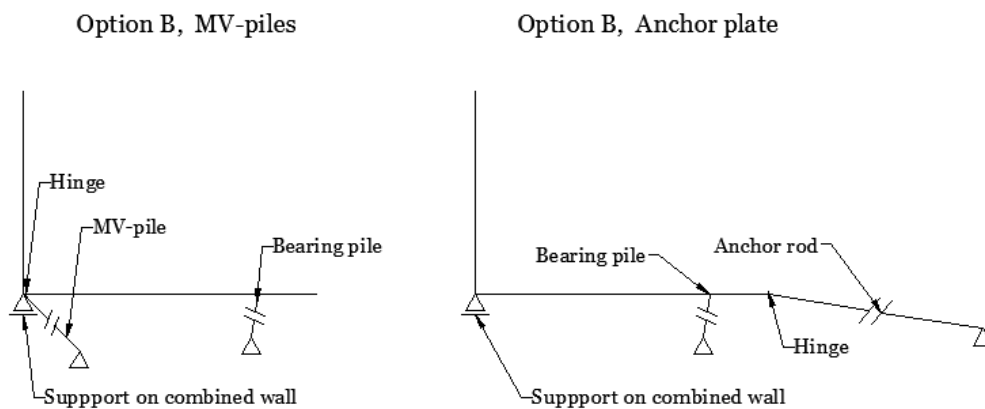 Option B, MV-piles
Option B, Anchor plate
Hinge
MV-pile
Bearing pile
Suppport on combined wall
Bearing pile
Anchor rod
Hinge
Suppport on combined wall